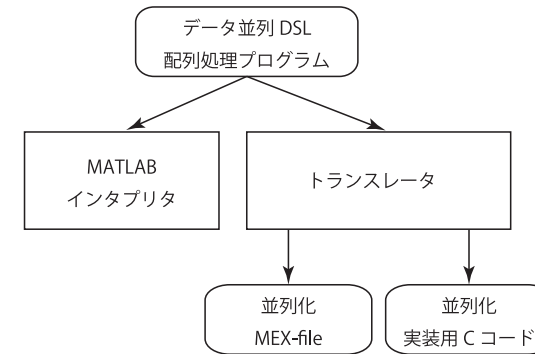 データ並列 DSL
配列処理プログラム
MATLAB
インタプリタ
トランスレータ
並列化
MEX-file
並列化
実装用 C コード